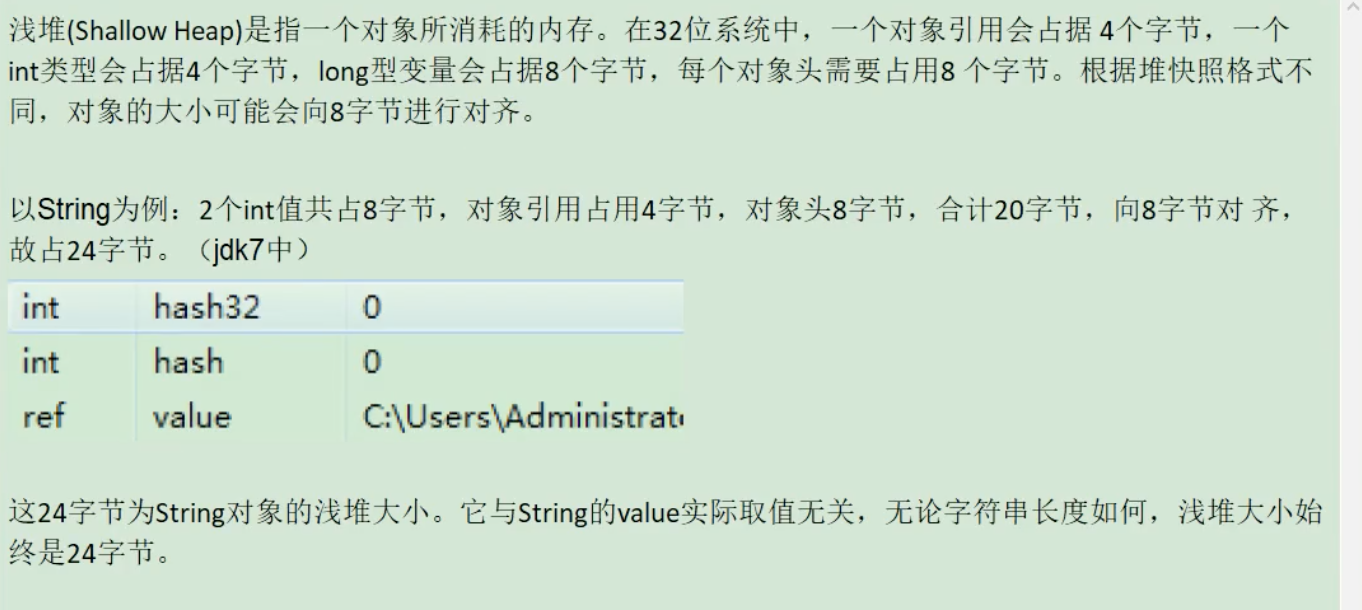 浅堆(Shallow Heap)是指一个对象所消耗的内存。在32位系统中，一个对象引用会占据 4个字节，一个
int类型会占据4个字节，long型变量会占据8个字节，每个对象头需要占用8 个字节。根据堆快照格式不
同，对象的大小可能会向8字节进行对齐。
以String为例：2个int值共占8字节，对象引用占用4字节，对象头8字节，合计20字节，向8字节对 齐，
故占24字节。（jdk7中）
int hash32 0
int hash 0
ref value C:\Users\Administrat
这24字节为String对象的浅堆大小。它与String的value实际取值无关，无论字符串长度如何，浅堆大小始
终是24字节。